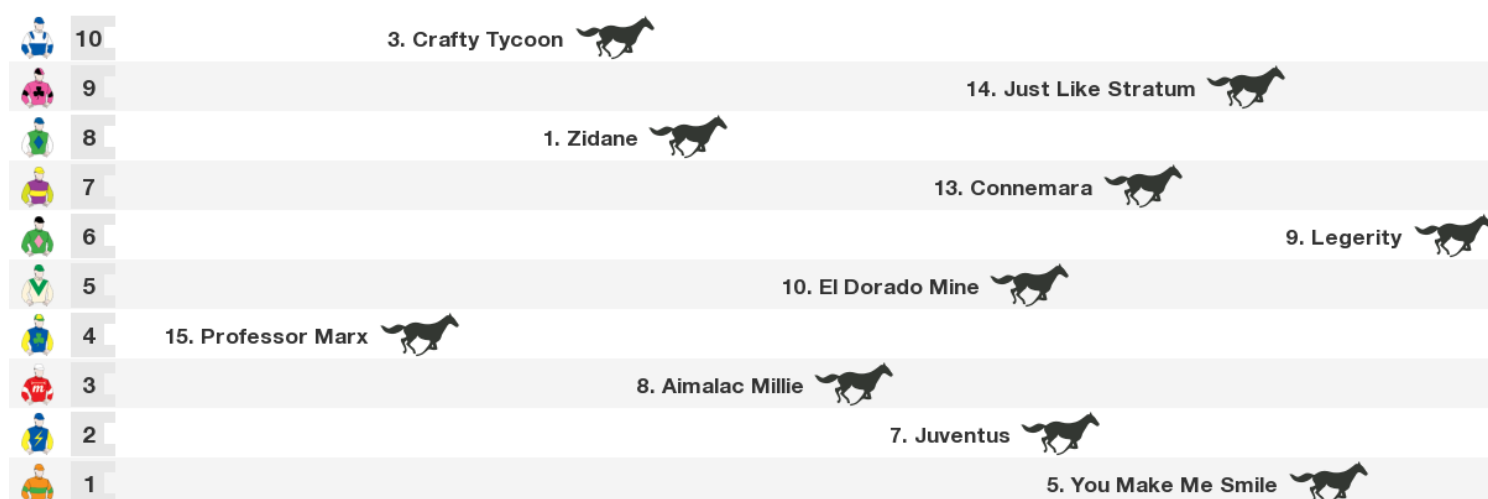 10 3. Crafty Tycoon
9 14. Just Like Stratum
8 1. Zidane
7 13. Connemara
6 9. Legerity
5 10. El Dorado Mine
4 15. Professor Marx
3 8. Aimalac Millie
m
2 7. Juventus
1 5. You Make Me Smile